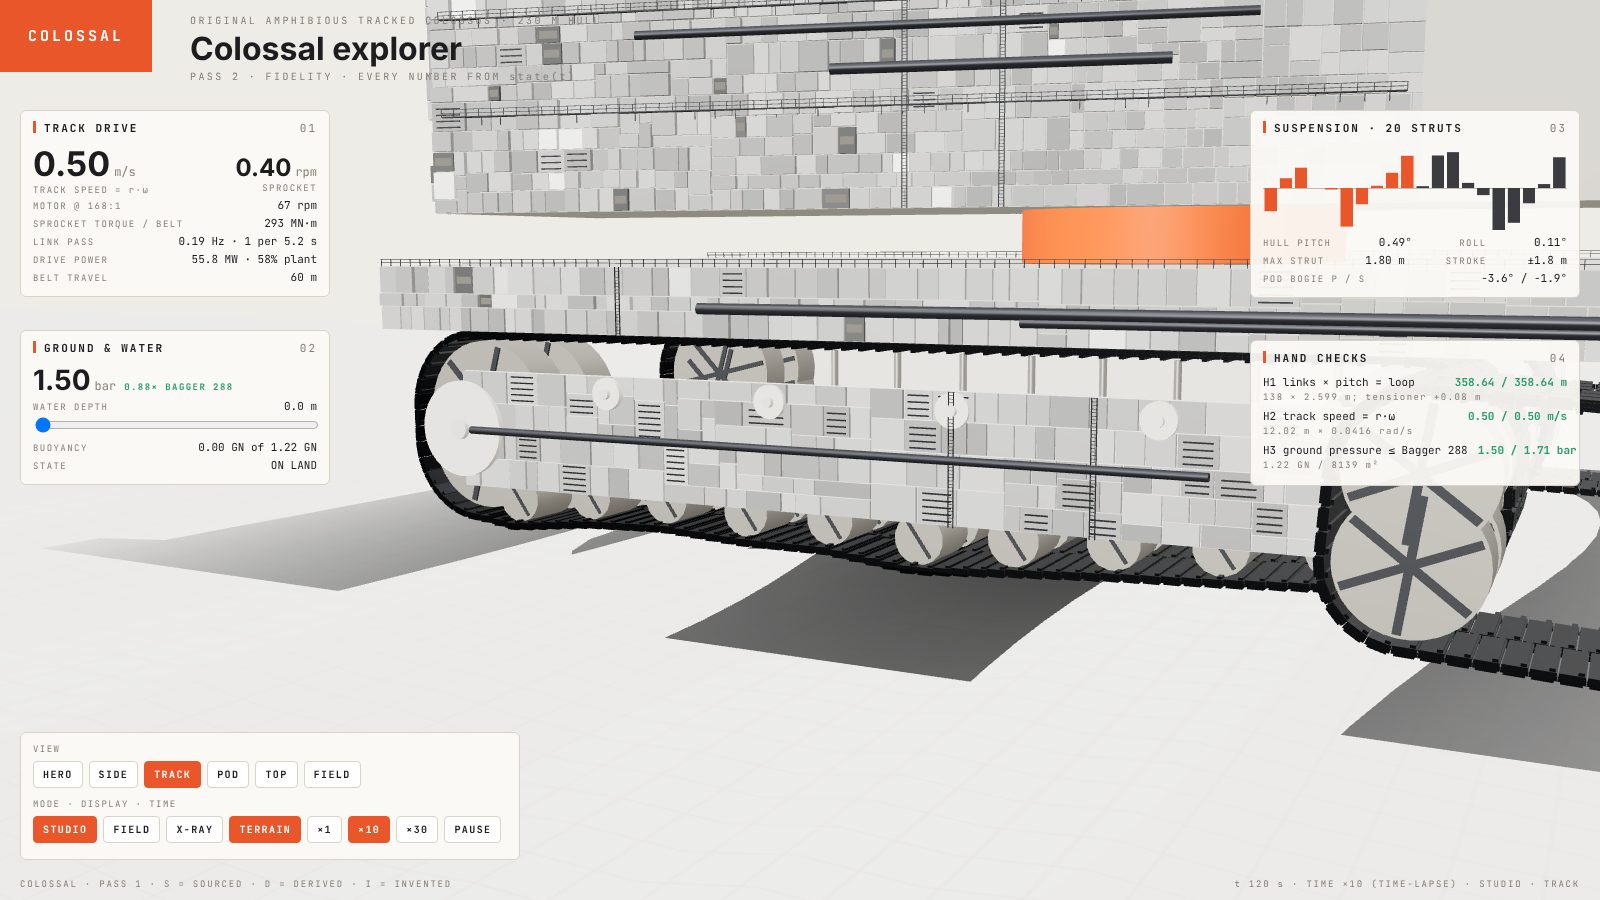 COLOSSAL
ORIGINAL AMPHIBIOUS TRACKED COLOSSUS · 230 M HULL
Colossal explorer
PASS 2 · FIDELITY · EVERY NUMBER FROM state(t)
TRACK DRIVE 01
0.50 m/s 0.40 rpm
TRACK SPEED = r·ω SPROCKET
MOTOR @ 168:1 67 rpm
SPROCKET TORQUE / BELT 293 MN·m
LINK PASS 0.19 Hz · 1 per 5.2 s
DRIVE POWER 55.8 MW · 58% plant
BELT TRAVEL 60 m
GROUND & WATER 02
1.50 bar 0.88× BAGGER 288
WATER DEPTH 0.0 m
BUOYANCY 0.00 GN of 1.22 GN
STATE ON LAND
SUSPENSION · 20 STRUTS 03
HULL PITCH 0.49° ROLL 0.11°
MAX STRUT 1.80 m STROKE ±1.8 m
POD BOGIE P / S -3.6° / -1.9°
HAND CHECKS 04
H1 links × pitch = loop 358.64 / 358.64 m
138 × 2.599 m; tensioner +0.08 m
H2 track speed = r·ω 0.50 / 0.50 m/s
12.02 m × 0.0416 rad/s
H3 ground pressure ≤ Bagger 288 1.50 / 1.71 bar
1.22 GN / 8139 m²
VIEW
HERO SIDE TRACK POD TOP FIELD
MODE · DISPLAY · TIME
STUDIO FIELD X-RAY TERRAIN ×1 ×10 ×30 PAUSE
COLOSSAL · PASS 1 · S = SOURCED · D = DERIVED · I = INVENTED
t 120 s · TIME ×10 (TIME-LAPSE) · STUDIO · TRACK